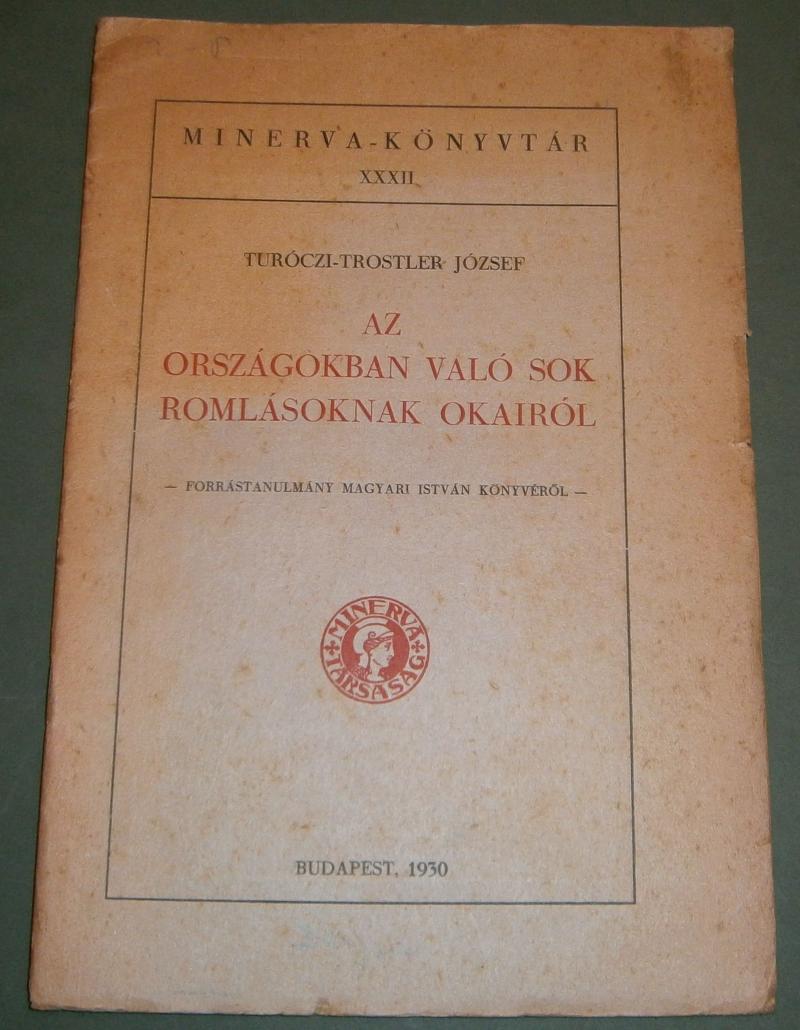 MINERVA-KÖNYVTÁR
XXXII.
TURÓCZI-TROSTLER JÓZSEF
AZ
ORSZÁGOKBAN VALÓ SOK
ROMLÁSOKNAK OKAIRÓL
— FORRÁSTANULMÁNY MAGYARI ISTVÁN KÖNYVÉRŐL —
MINERVA
TÁRSASÁG
BUDAPEST, 1930